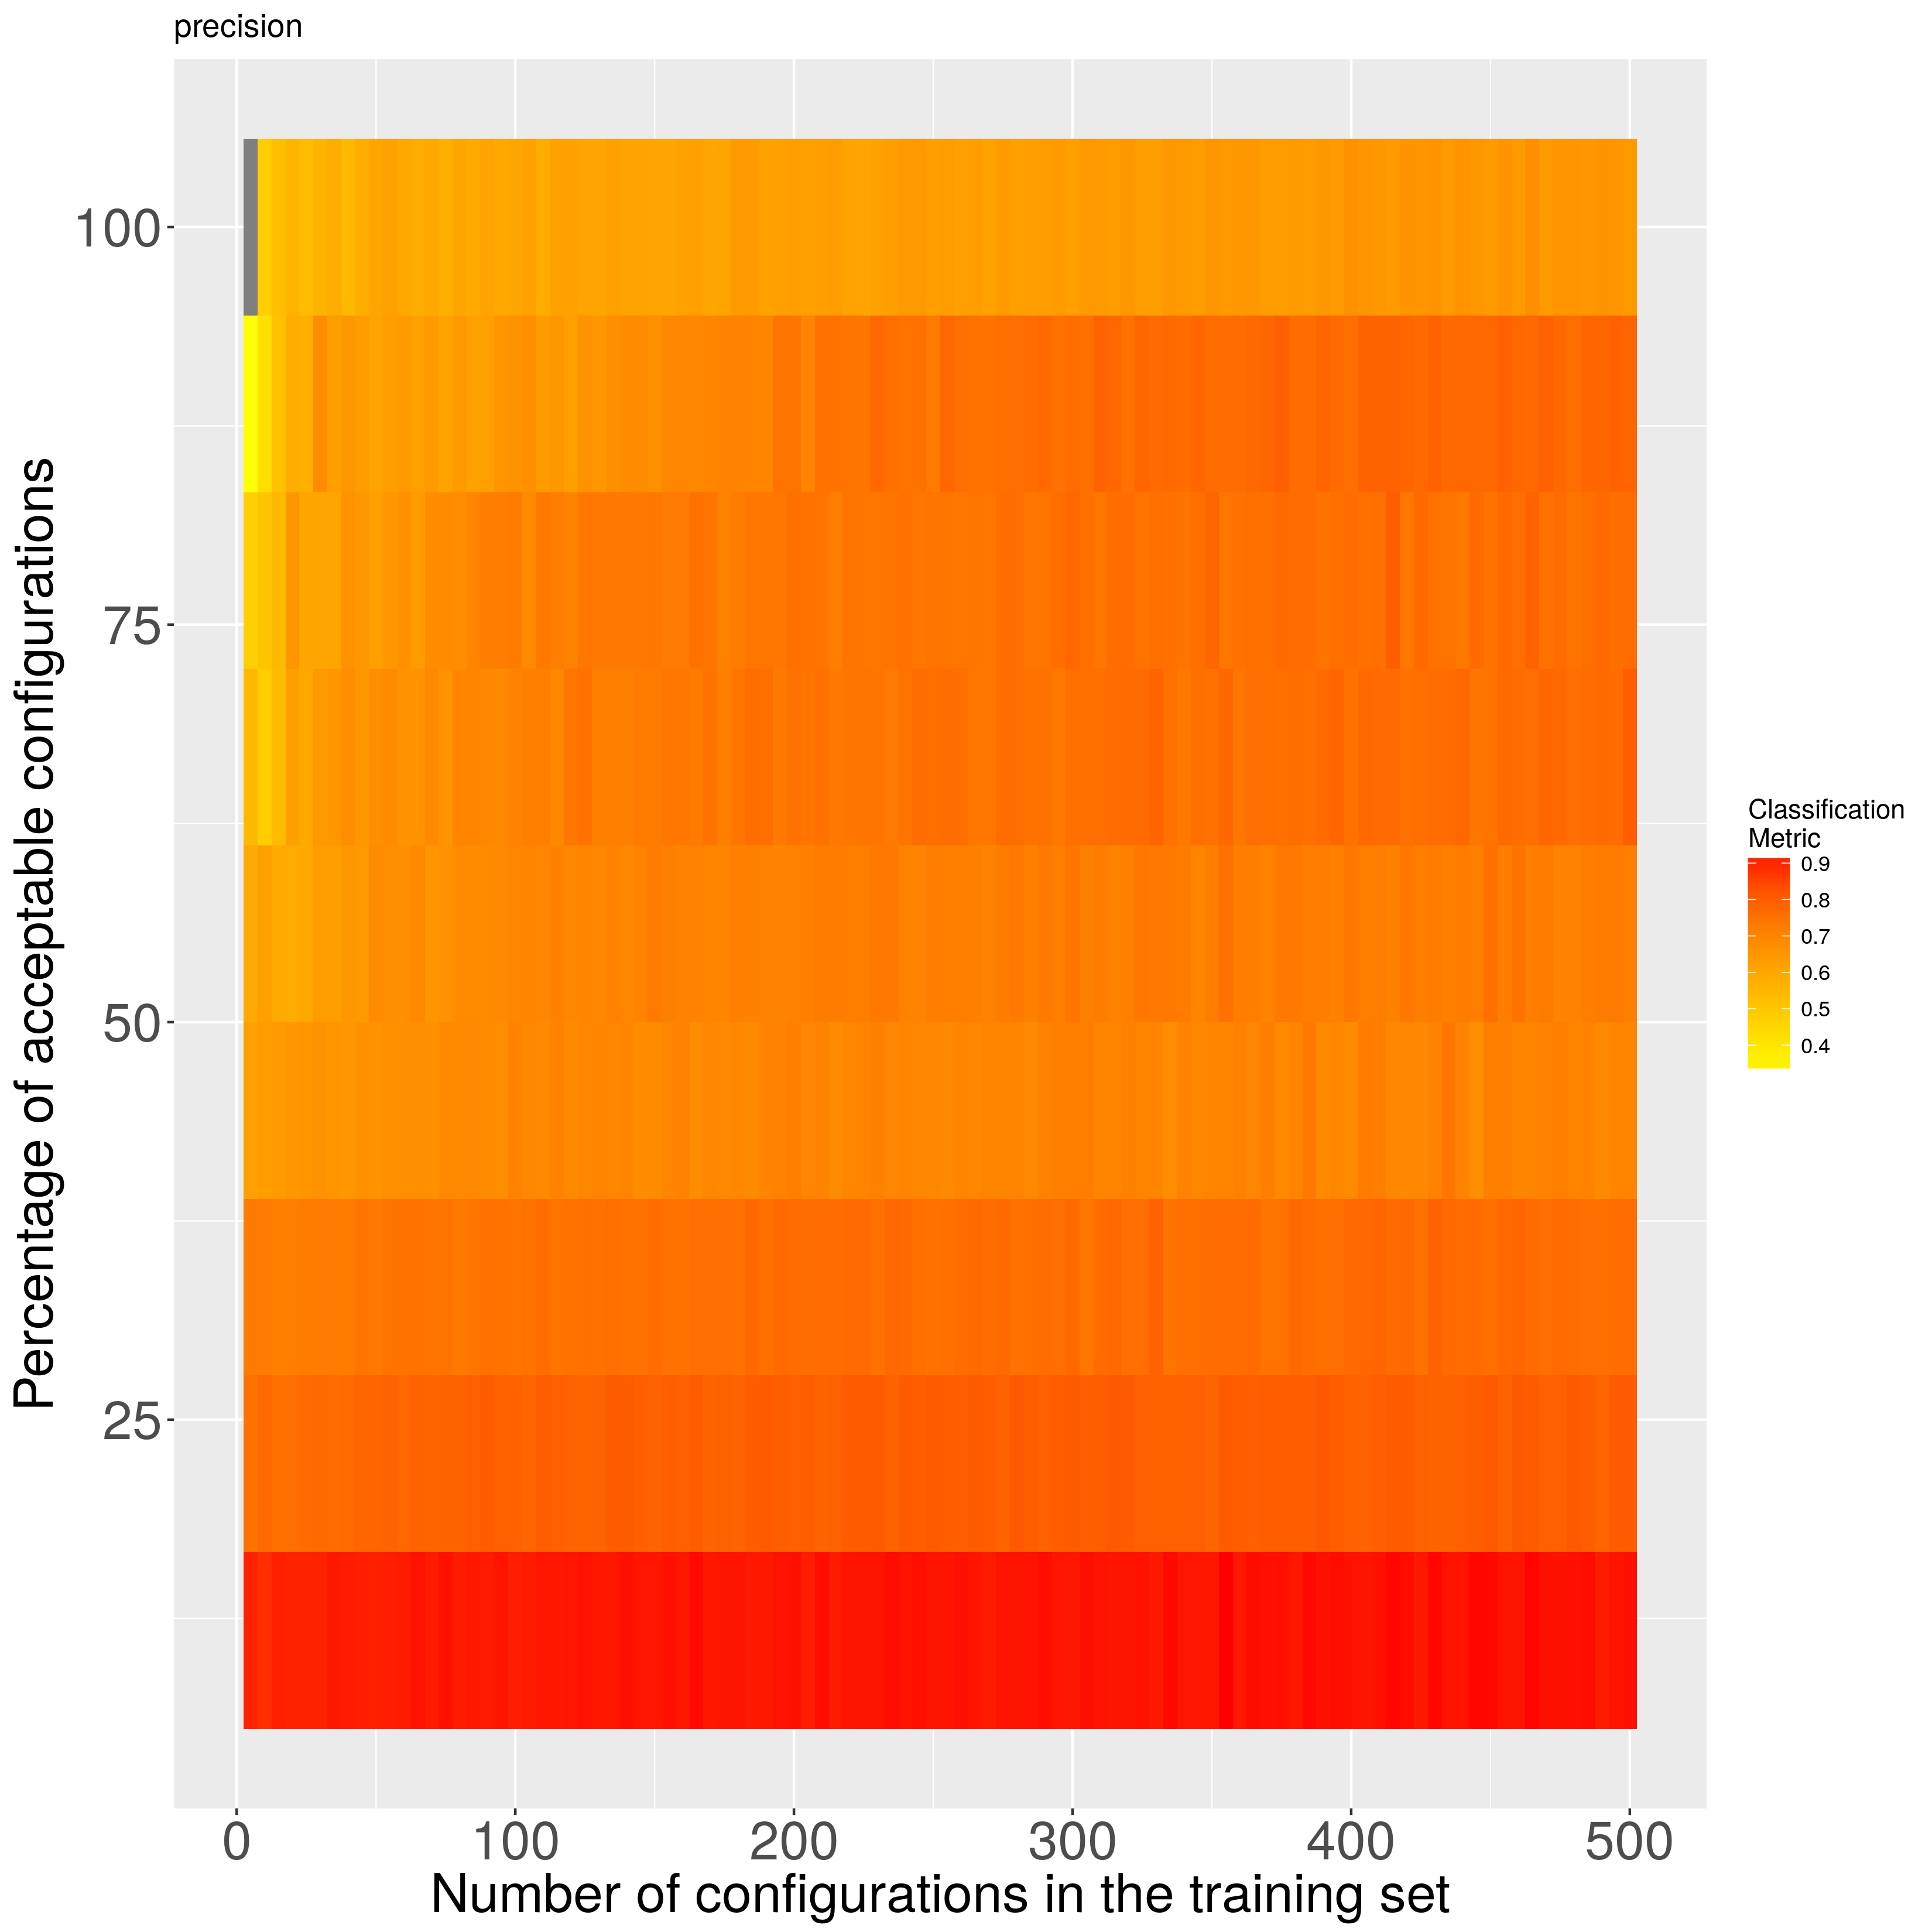 precision
Percentage of acceptable configurations
100
75
50
25
0 100 200 300 400 500
Number of configurations in the training set
Classification
Metric
0.9
0.8
0.7
0.6
0.5
0.4